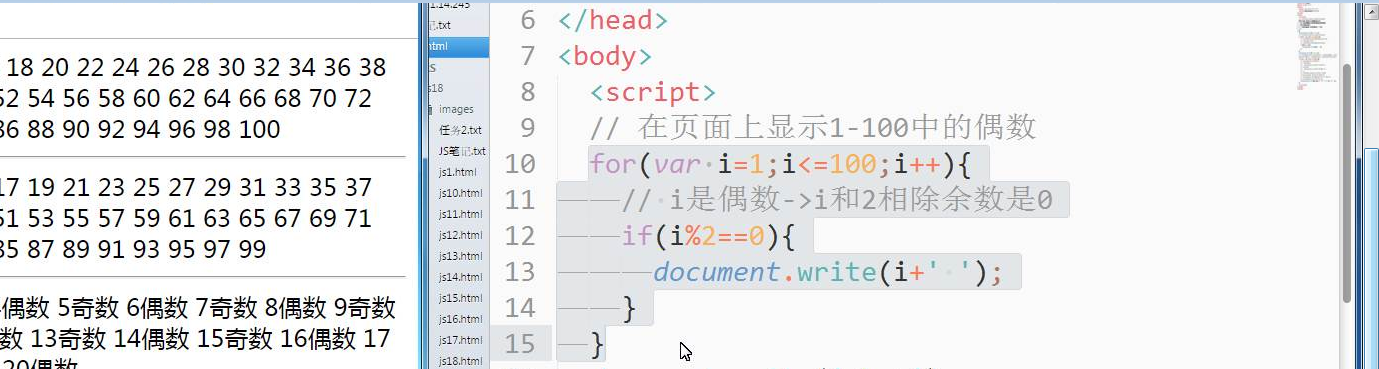 18 20 22 24 26 28 30 32 34 36 38
52 54 56 58 60 62 64 66 68 70 72
86 88 90 92 94 96 98 100
17 19 21 23 25 27 29 31 33 35 37
51 53 55 57 59 61 63 65 67 69 71
85 87 89 91 93 95 97 99
偶数 5奇数 6偶数 7奇数 8偶数 9奇数
数 13奇数 14偶数 15奇数 16偶数 17
20偶数
1.14.245
记.txt
html
s18
images
任务2.txt
JS笔记.txt
js1.html
js10.html
js11.html
js12.html
js13.html
js14.html
js15.html
js16.html
js17.html
js18.html
6 </head>
7 <body>
8 <script>
9 // 在页面上显示1-100中的偶数
10 for(var i=1;i<=100;i++){
11 // i是偶数->i和2相除余数是0
12 if(i%2==0){
13 document.write(i+' ');
14 }
15 }